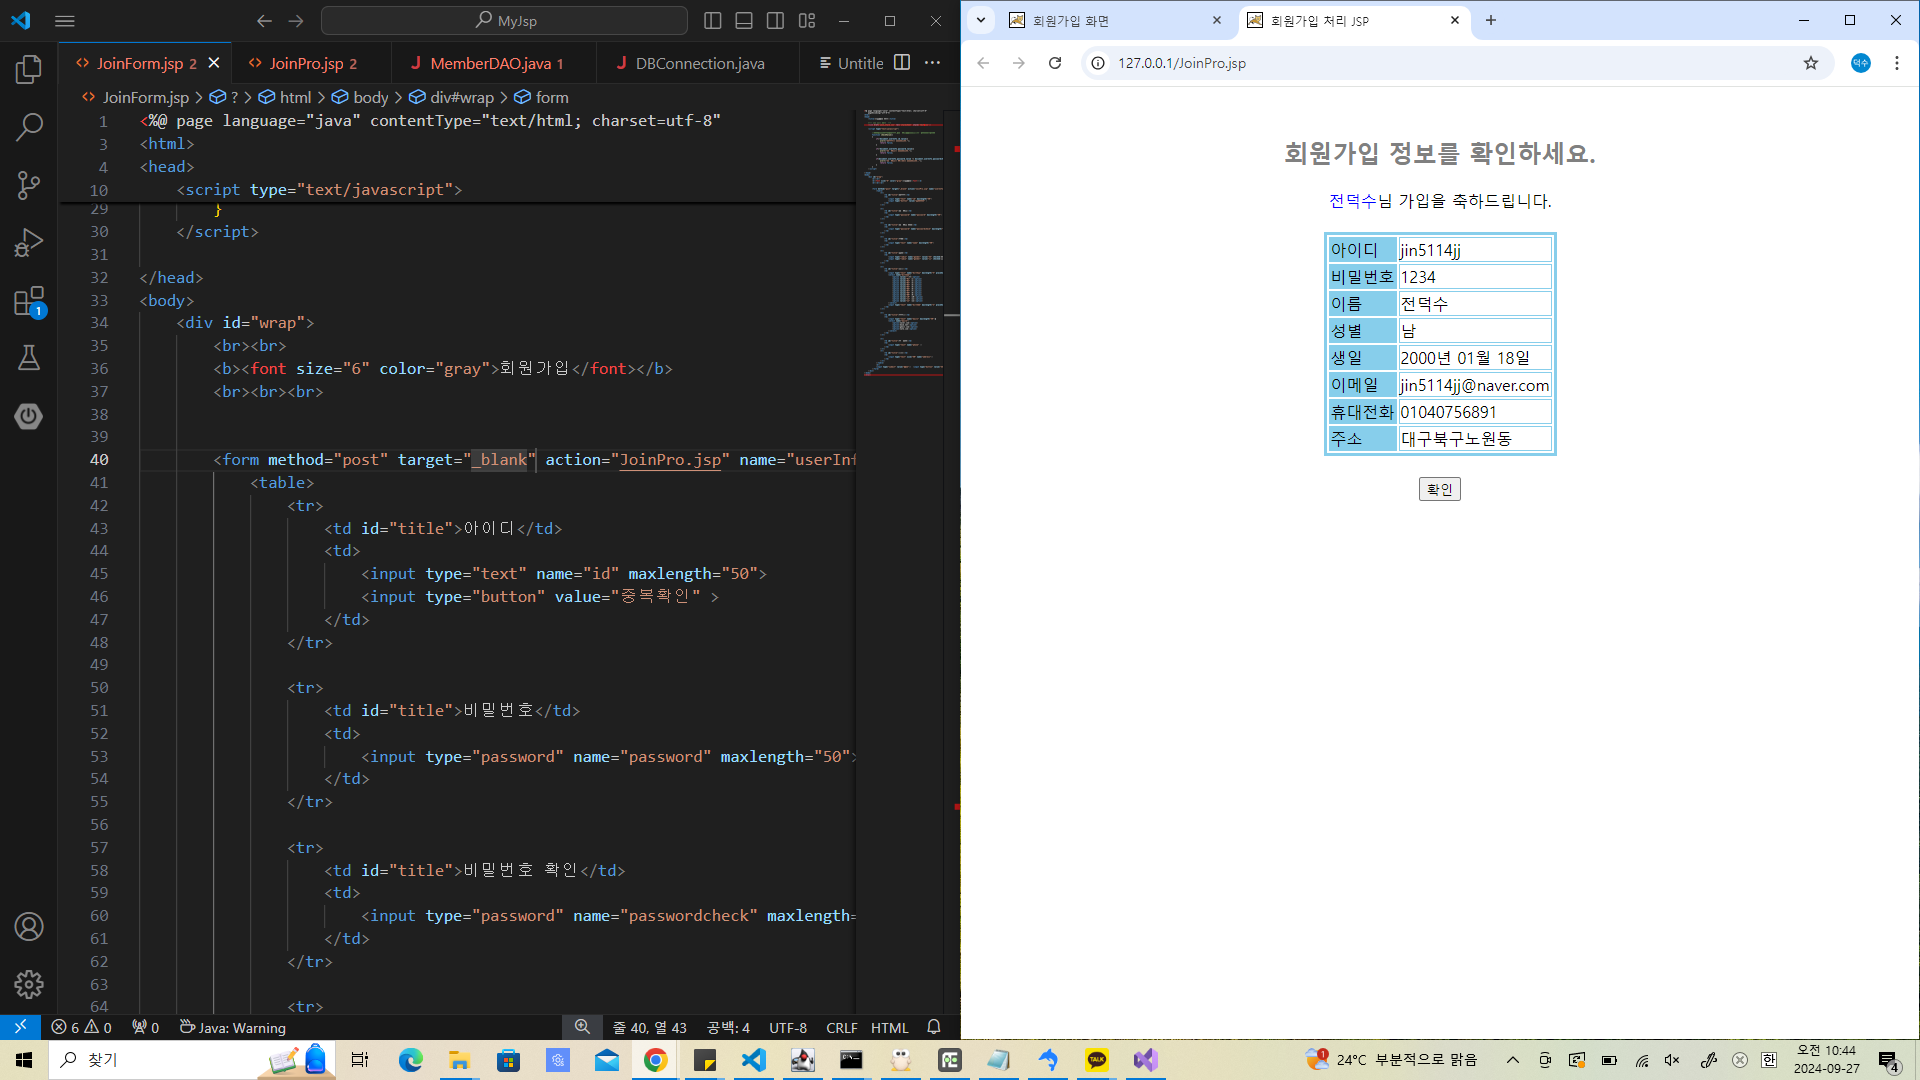 MyJsp
JoinForm.jsp 2
JoinPro.jsp 2
MemberDAO.java 1
DBConnection.java
Untitle
JoinForm.jsp > ? > html > body > div#wrap > form
1 <%@ page language="java" contentType="text/html; charset=utf-8"
3 <html>
4 <head>
10 <script type="text/javascript">
29 }
30 </script>
31
32 </head>
33 <body>
34 <div id="wrap">
35 <br><br>
36 <b><font size="6" color="gray">회원가입</font></b>
37 <br><br><br>
38
39
40 <form method="post" target="_blank" action="JoinPro.jsp" name="userInf
41 <table>
42 <tr>
43 <td id="title">아이디</td>
44 <td>
45 <input type="text" name="id" maxlength="50">
46 <input type="button" value="중복확인" >
47 </td>
48 </tr>
49
50 <tr>
51 <td id="title">비밀번호</td>
52 <td>
53 <input type="password" name="password" maxlength="50">
54 </td>
55 </tr>
56
57 <tr>
58 <td id="title">비밀번호 확인</td>
59 <td>
60 <input type="password" name="passwordcheck" maxlength=
61 </td>
62 </tr>
63
64 <tr>
1
6 0 0 Java: Warning
줄 40, 열 43 공백: 4 UTF-8 CRLF HTML
회원가입 화면
회원가입 처리 JSP
127.0.0.1/JoinPro.jsp
덕수
회원가입 정보를 확인하세요.
전덕수님 가입을 축하드립니다.
아이디 jin5114jj
비밀번호 1234
이름 전덕수
성별 남
생일 2000년 01월 18일
이메일 jin5114jj@naver.com
휴대전화 01040756891
주소 대구북구노원동
확인
찾기
TALK
1
24°C 부분적으로 맑음
한
오전 10:44
2024-09-27
4